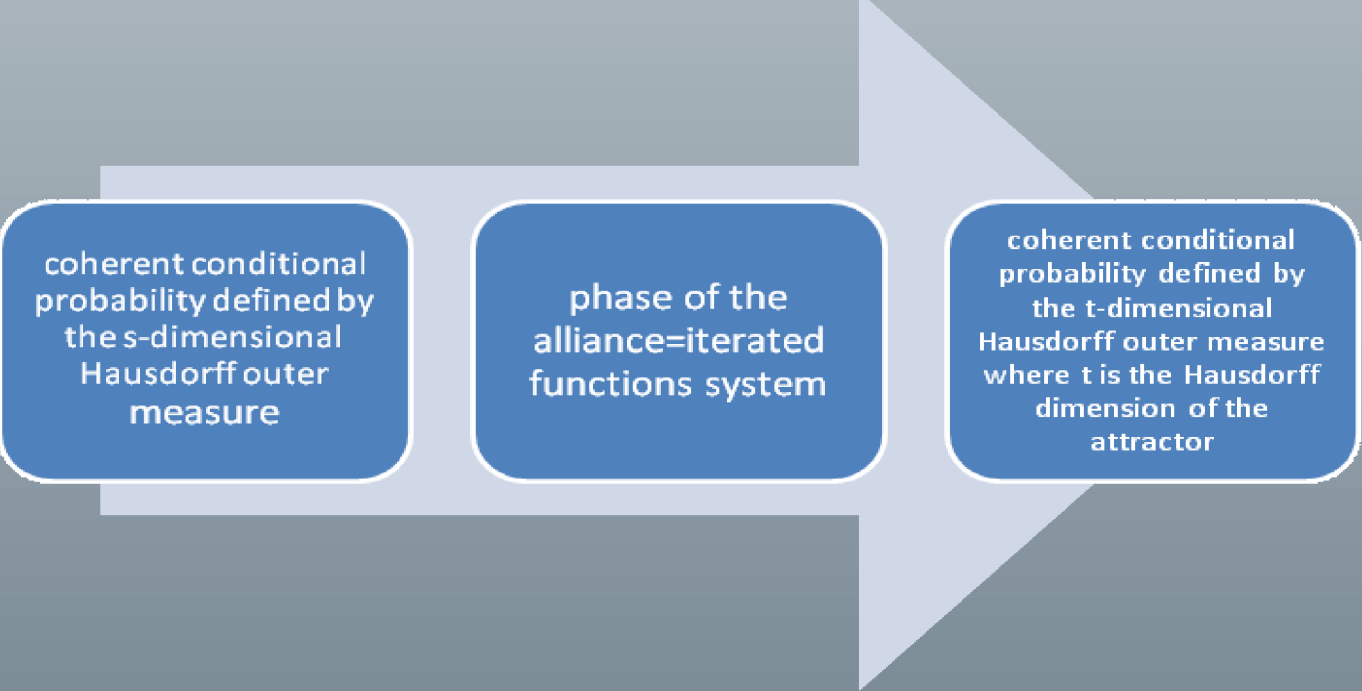 coherent conditional
probability defined by
the s-dimensional
Hausdorff outer
measure
phase of the
alliance=iterated
functions system
coherent conditional
probability defined by
the t-dimensional
Hausdorff outer measure
where t is the Hausdorff
dimension of the
attractor